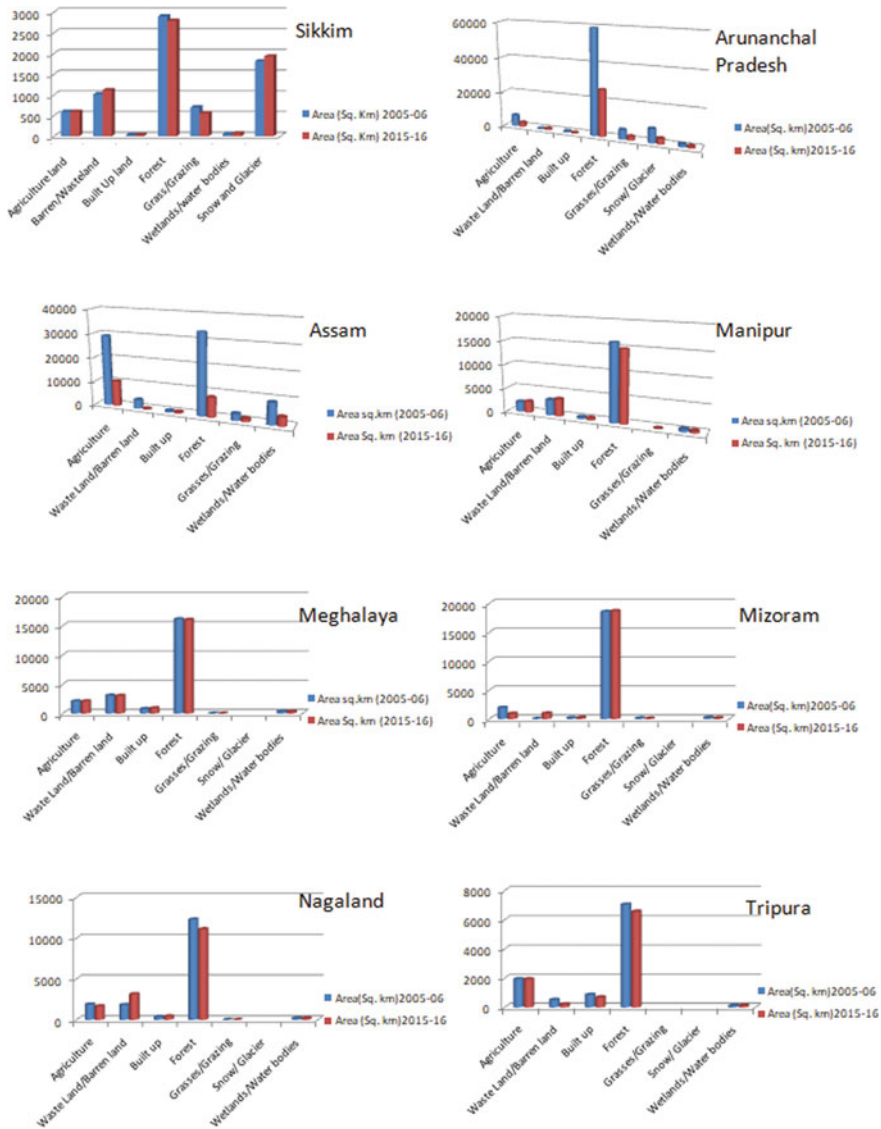 3000
2500
2000
1500
1000
500
0
Sikkim
Area (Sq. Km) 2005-06
Area (Sq. Km) 2015-16
Agriculture land
Barren/Wasteland
Built Up land
Forest
Grass/Grazing
Wetlands/water bodies
Snow and Glacier
60000
40000
20000
0
Arunanchal
Pradesh
Area(Sq. km)2005-06
Area (Sq. km)2015-16
Agriculture
Waste Land/Barren land
Built up
Forest
Grasses/Grazing
Snow/ Glacier
Wetlands/Water bodies
40000
30000
20000
10000
0
Assam
Area sq.km (2005-06)
Area Sq. km (2015-16)
Agriculture
Waste Land/Barren land
Built up
Forest
Grasses/Grazing
Wetlands/Water bodies
20000
15000
10000
5000
0
Manipur
Area sq.km (2005-06)
Area Sq. km (2015-16)
Agriculture
Waste Land/Barren land
Built up
Forest
Grasses/Grazing
Wetlands/Water bodies
20000
15000
10000
5000
0
Meghalaya
Area sq.km (2005-06)
Area Sq. km (2015-16)
Agriculture
Waste Land/Barren land
Built up
Forest
Grasses/Grazing
Snow/ Glacier
Wetlands/Water bodies
20000
15000
10000
5000
0
Mizoram
Area(Sq. km)2005-06
Area (Sq. km)2015-16
Agriculture
Waste Land/Barren land
Built up
Forest
Grasses/Grazing
Snow/ Glacier
Wetlands/Water bodies
15000
10000
5000
0
Nagaland
Area(Sq. km)2005-06
Area (Sq. km)2015-16
Agriculture
Waste Land/Barren land
Built up
Forest
Grasses/Grazing
Snow/ Glacier
Wetlands/Water bodies
8000
6000
4000
2000
0
Tripura
Area(Sq. km)2005-06
Area (Sq. km)2015-16
Agriculture
Waste Land/Barren land
Built up
Forest
Grasses/Grazing
Snow/ Glacier
Wetlands/Water bodies